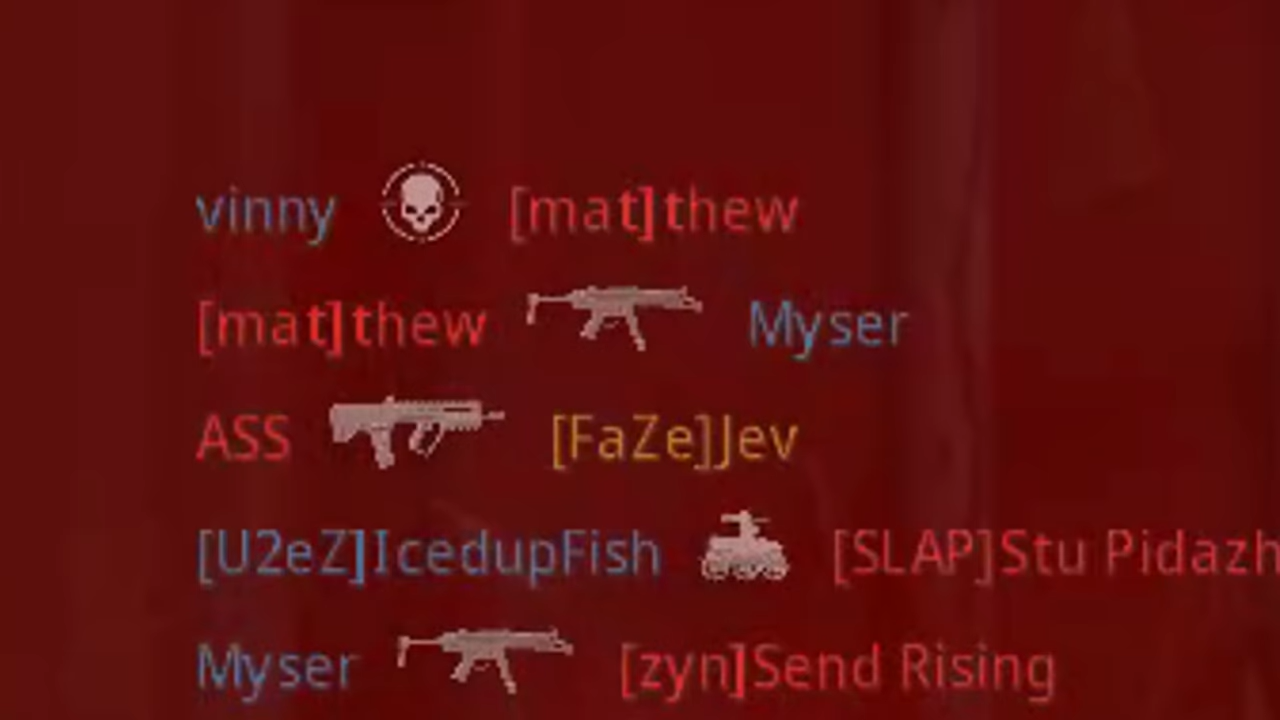 vinny [mat]thew
[mat]thew Myser
ASS [FaZe]Jev
[U2eZ]IcedupFish [SLAP]Stu Pidazh
Myser [zyn]Send Rising